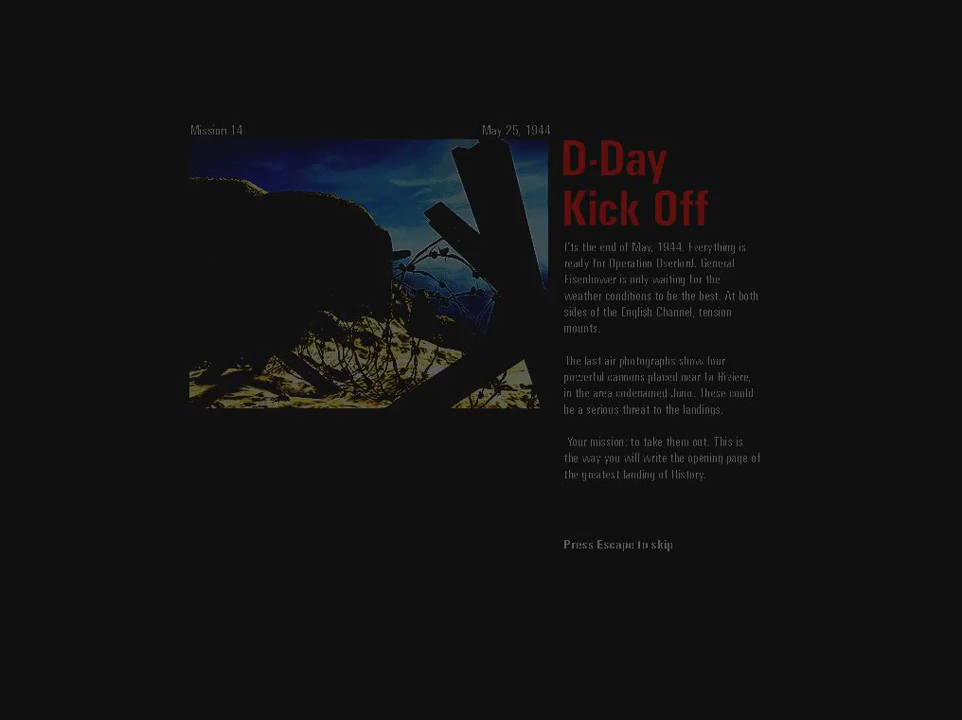 Mission 14
May 25, 1944
D-Day
Kick Off
I'ts the end of May, 1944. Everything is
ready for Operation Overlord. General
Eisenhower is only waiting for the
weather conditions to be the best. At both
sides of the English Channel, tension
mounts.
The last air photographs show four
powerful cannons placed near La Riviere,
in the area codenamed Juno. These could
be a serious threat to the landings.
Your mission: to take them out. This is
the way you will write the opening page of
the greatest landing of History.
Press Escape to skip